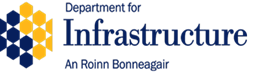 Department for
Infrastructure
An Roinn Bonneagair